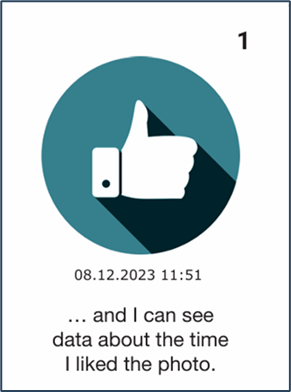 1
08.12.2023 11:51
... and I can see
data about the time
I liked the photo.